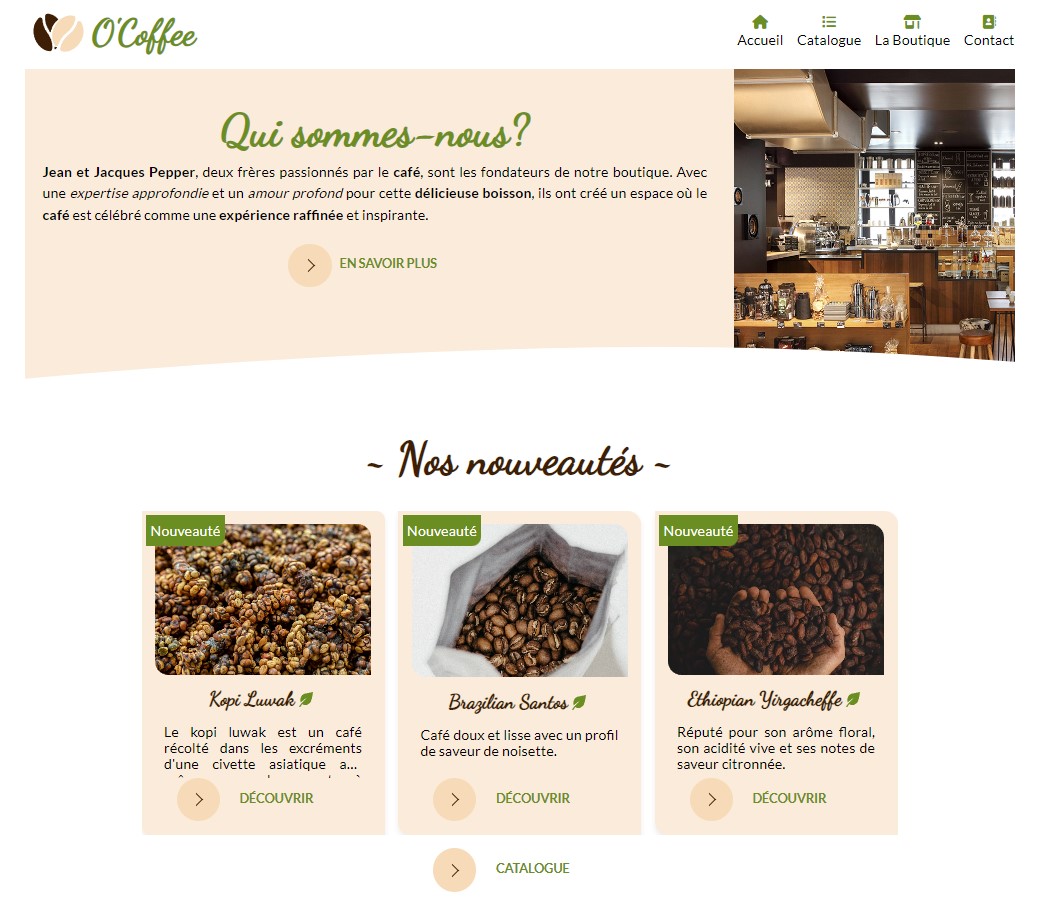 O'Coffee
Accueil Catalogue La Boutique Contact
Qui sommes-nous?
Jean et Jacques Pepper, deux frères passionnés par le café, sont les fondateurs de notre boutique. Avec
une expertise approfondie et un amour profond pour cette délicieuse boisson, ils ont créé un espace où le
café est célébré comme une expérience raffinée et inspirante.
EN SAVOIR PLUS
~ Nos nouveautés ~
Nouveauté
Kopi Luwak
Le kopi luwak est un café
récolté dans les excréments
d'une civette asiatique a...
DÉCOUVRIR
Nouveauté
Brazilian Santos
Café doux et lisse avec un profil
de saveur de noisette.
DÉCOUVRIR
Nouveauté
Ethiopian Yirgacheffe
Réputé pour son arôme floral,
son acidité vive et ses notes de
saveur citronnée.
DÉCOUVRIR
CATALOGUE